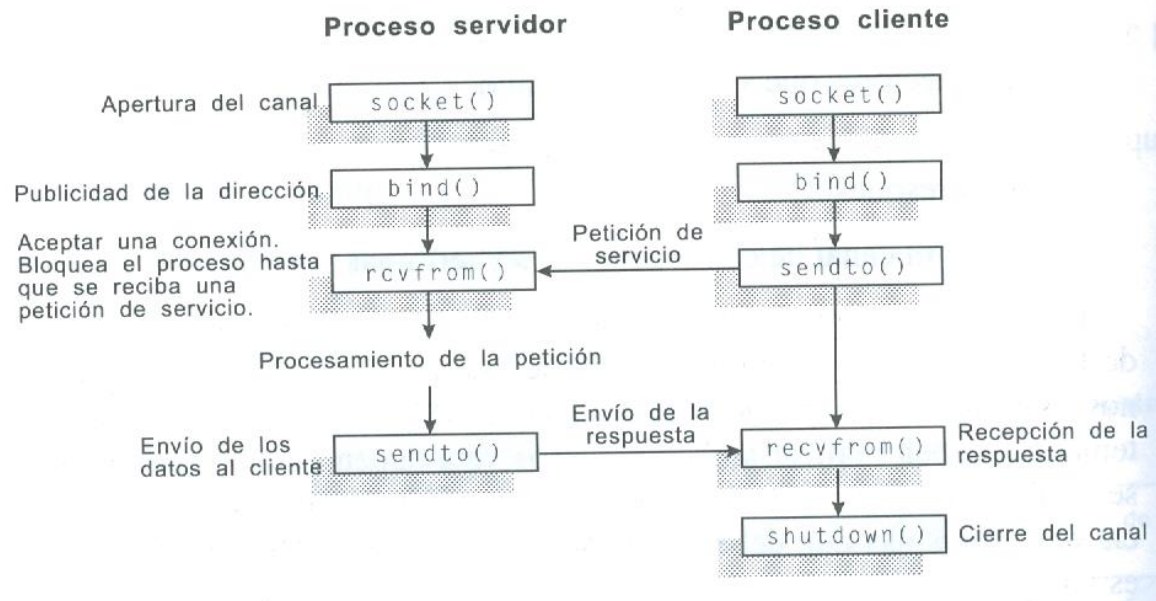 Proceso servidor
Proceso cliente
Apertura del canal
socket()
socket()
Publicidad de la dirección
bind()
bind()
Aceptar una conexión.
Bloquea el proceso hasta
que se reciba una
petición de servicio.
rcvfrom()
Petición de
servicio
sendto()
Procesamiento de la petición
Envío de los
datos al cliente
sendto()
Envío de la
respuesta
recvfrom()
Recepción de la
respuesta
shutdown()
Cierre del canal